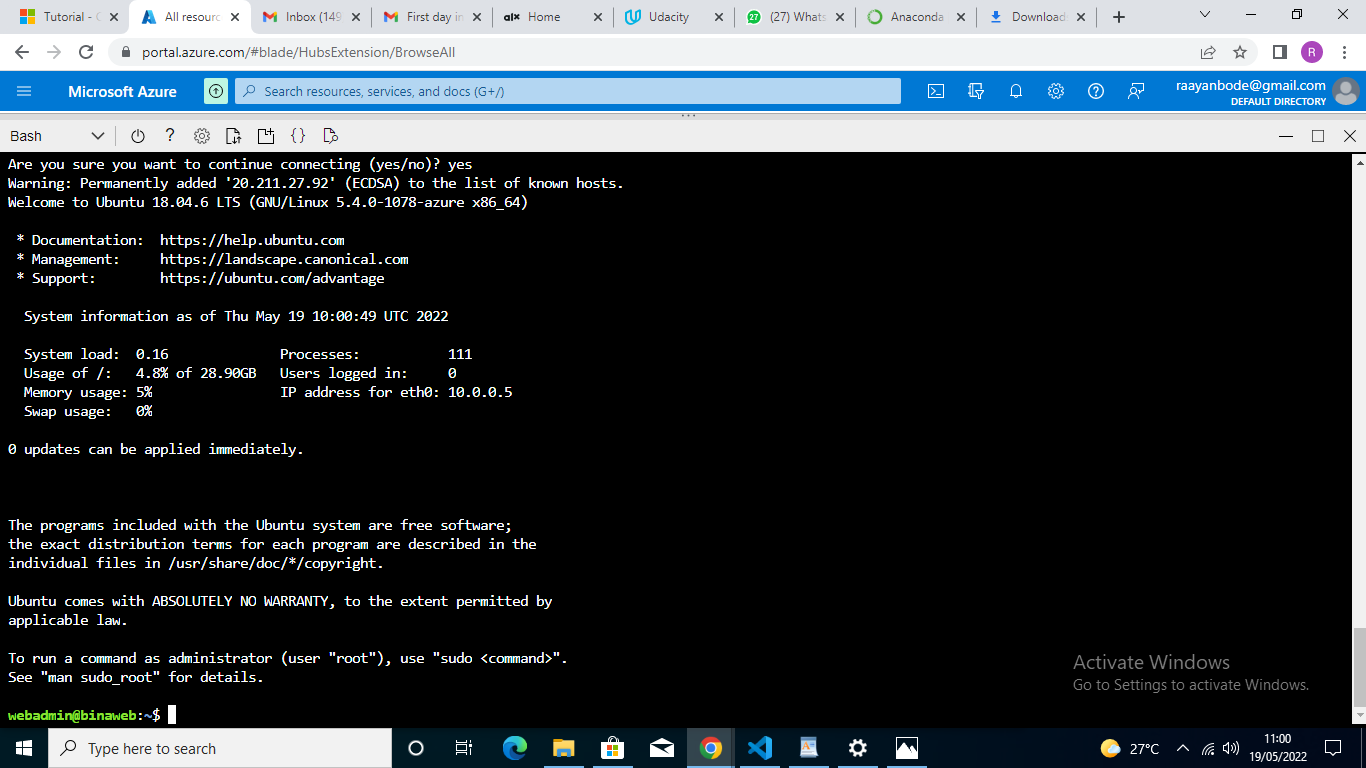 Tutorial - 
All resourc
Inbox (149
First day in
alx Home
Udacity
27 (27) Whats
Anaconda
Download
portal.azure.com/#blade/HubsExtension/BrowseAll
R
Microsoft Azure
Search resources, services, and docs (G+/)
raayanbode@gmail.com
DEFAULT DIRECTORY
Bash
Are you sure you want to continue connecting (yes/no)? yes
Warning: Permanently added '20.211.27.92' (ECDSA) to the list of known hosts.
Welcome to Ubuntu 18.04.6 LTS (GNU/Linux 5.4.0-1078-azure x86_64)
* Documentation: https://help.ubuntu.com
* Management: https://landscape.canonical.com
* Support: https://ubuntu.com/advantage
System information as of Thu May 19 10:00:49 UTC 2022
System load: 0.16 Processes: 111
Usage of /: 4.8% of 28.90GB Users logged in: 0
Memory usage: 5% IP address for eth0: 10.0.0.5
Swap usage: 0%
0 updates can be applied immediately.
The programs included with the Ubuntu system are free software;
the exact distribution terms for each program are described in the
individual files in /usr/share/doc/*/copyright.
Ubuntu comes with ABSOLUTELY NO WARRANTY, to the extent permitted by
applicable law.
To run a command as administrator (user "root"), use "sudo <command>".
See "man sudo_root" for details.
webadmin@binaweb:~$
Activate Windows
Go to Settings to activate Windows.
Type here to search
27°C
11:00
19/05/2022